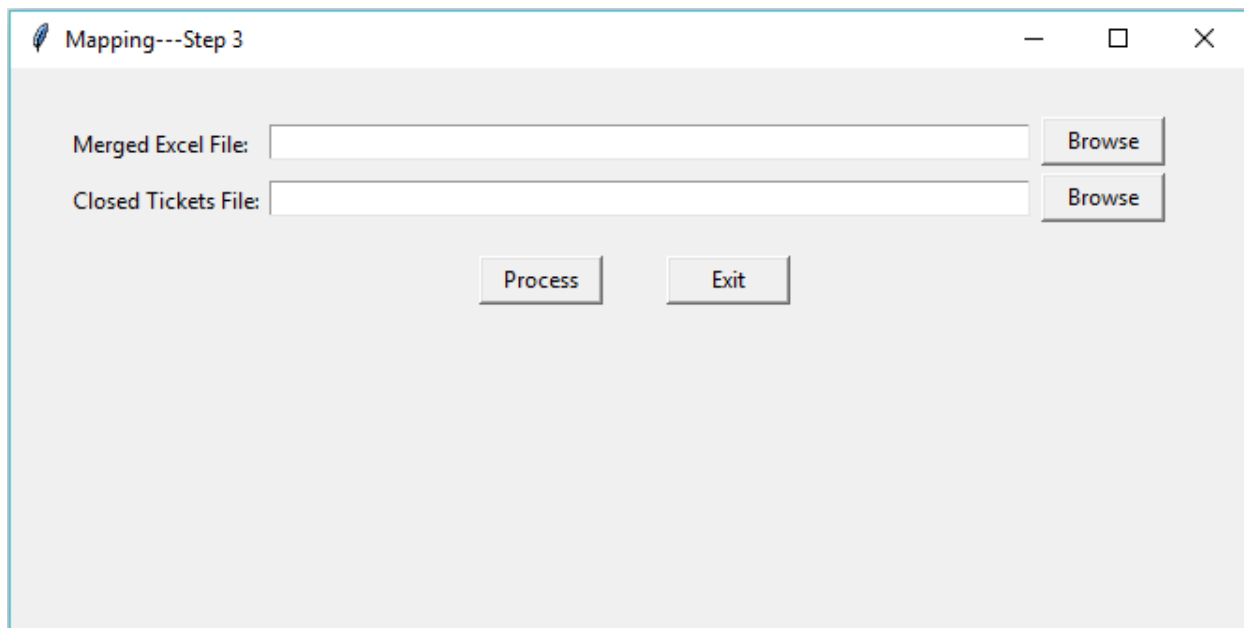 Mapping---Step 3
Merged Excel File: Browse
Closed Tickets File: Browse
Process Exit